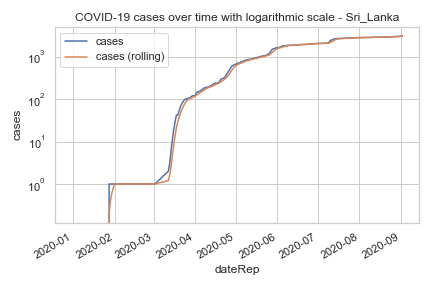 COVID-19 cases over time with logarithmic scale - Sri_Lanka
cases
cases (rolling)
10³
10²
10¹
10⁰
cases
2020-01
2020-02
2020-03
2020-04
2020-05
2020-06
2020-07
2020-08
2020-09
dateRep